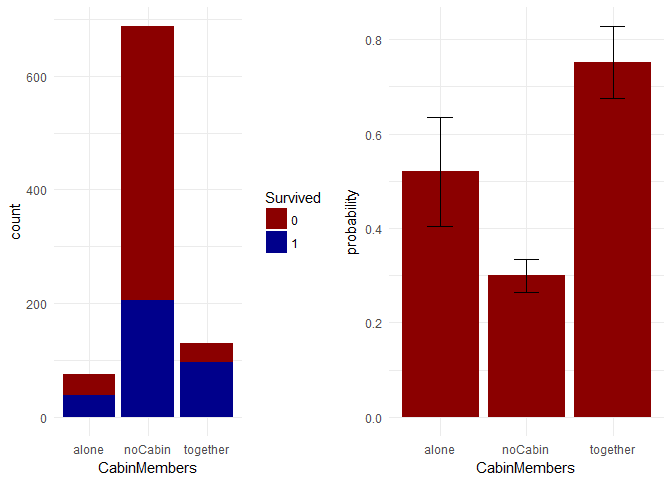 600
400
200
0
count
alone noCabin together
CabinMembers
Survived
0
1
0.8
0.6
0.4
0.2
0.0
probability
alone noCabin together
CabinMembers